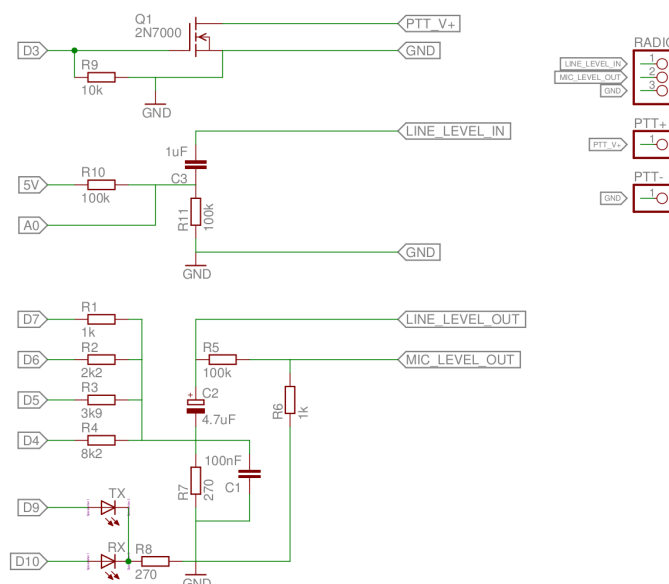 Q1
2N7000
PTT_V+
D3
GND
R9
10k
GND
LINE_LEVEL_IN
1uF
C3
5V
R10
100k
A0
R11
100k
GND
GND
D7
R1
1k
LINE_LEVEL_OUT
D6
R2
2k2
R5
100k
MIC_LEVEL_OUT
D5
R3
3k9
+
C2
4.7uF
R6
1k
D4
R4
8k2
100nF
C1
R7
270
D9
TX
D10
RX
R8
270
GND
RADIO
LINE_LEVEL_IN
1
MIC_LEVEL_OUT
2
GND
3
PTT+
PTT_V+
1
PTT-
GND
1